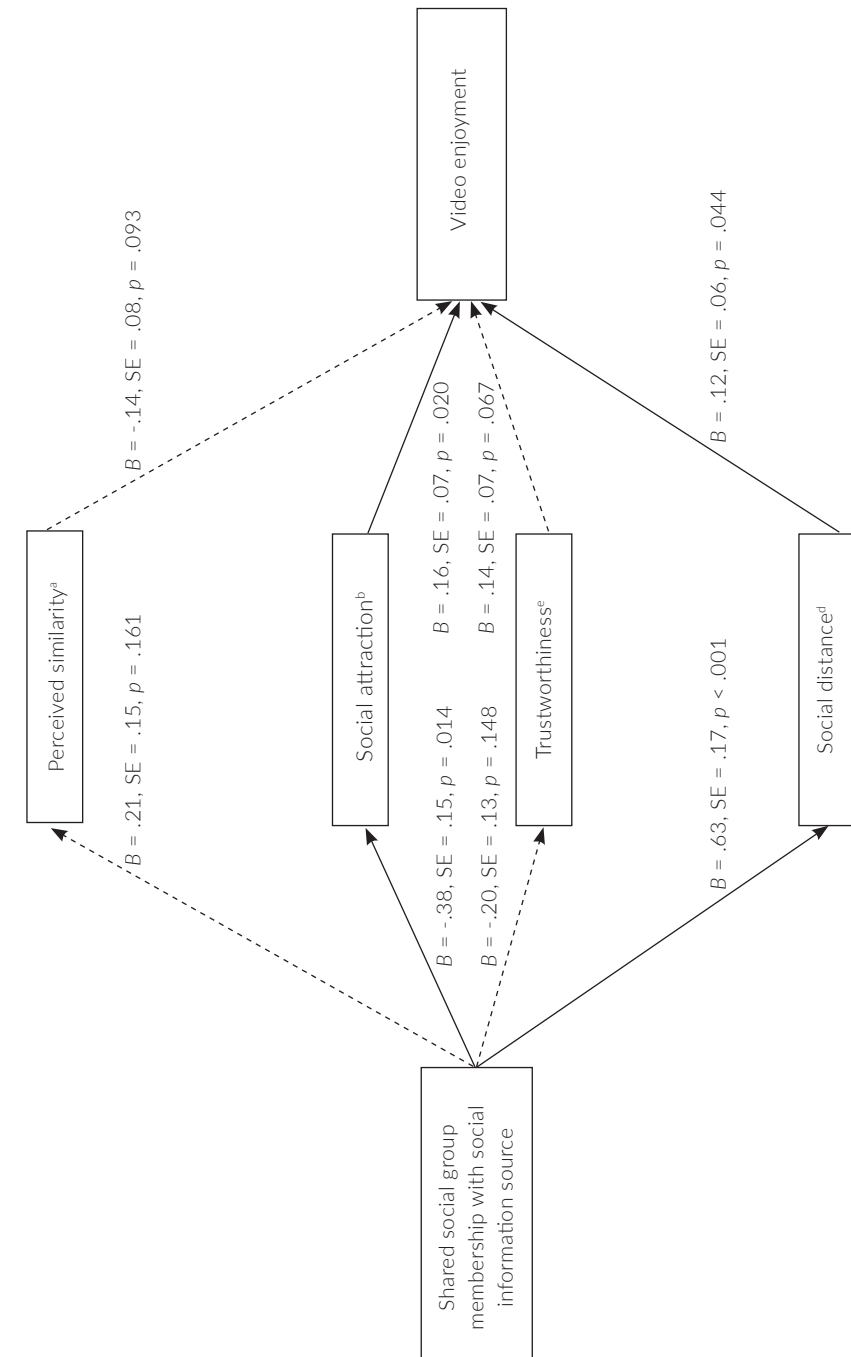 Shared social group
membership with social
information source
B = .21, SE = .15, p = .161
B = -.38, SE = .15, p = .014
B = -.20, SE = .13, p = .148
B = .63, SE = .17, p < .001
Perceived similarityᵃ
Social attractionᵇ
Trustworthinessᵉ
Social distanceᵈ
B = -.14, SE = .08, p = .093
B = .16, SE = .07, p = .020
B = .14, SE = .07, p = .067
B = .12, SE = .06, p = .044
Video enjoyment